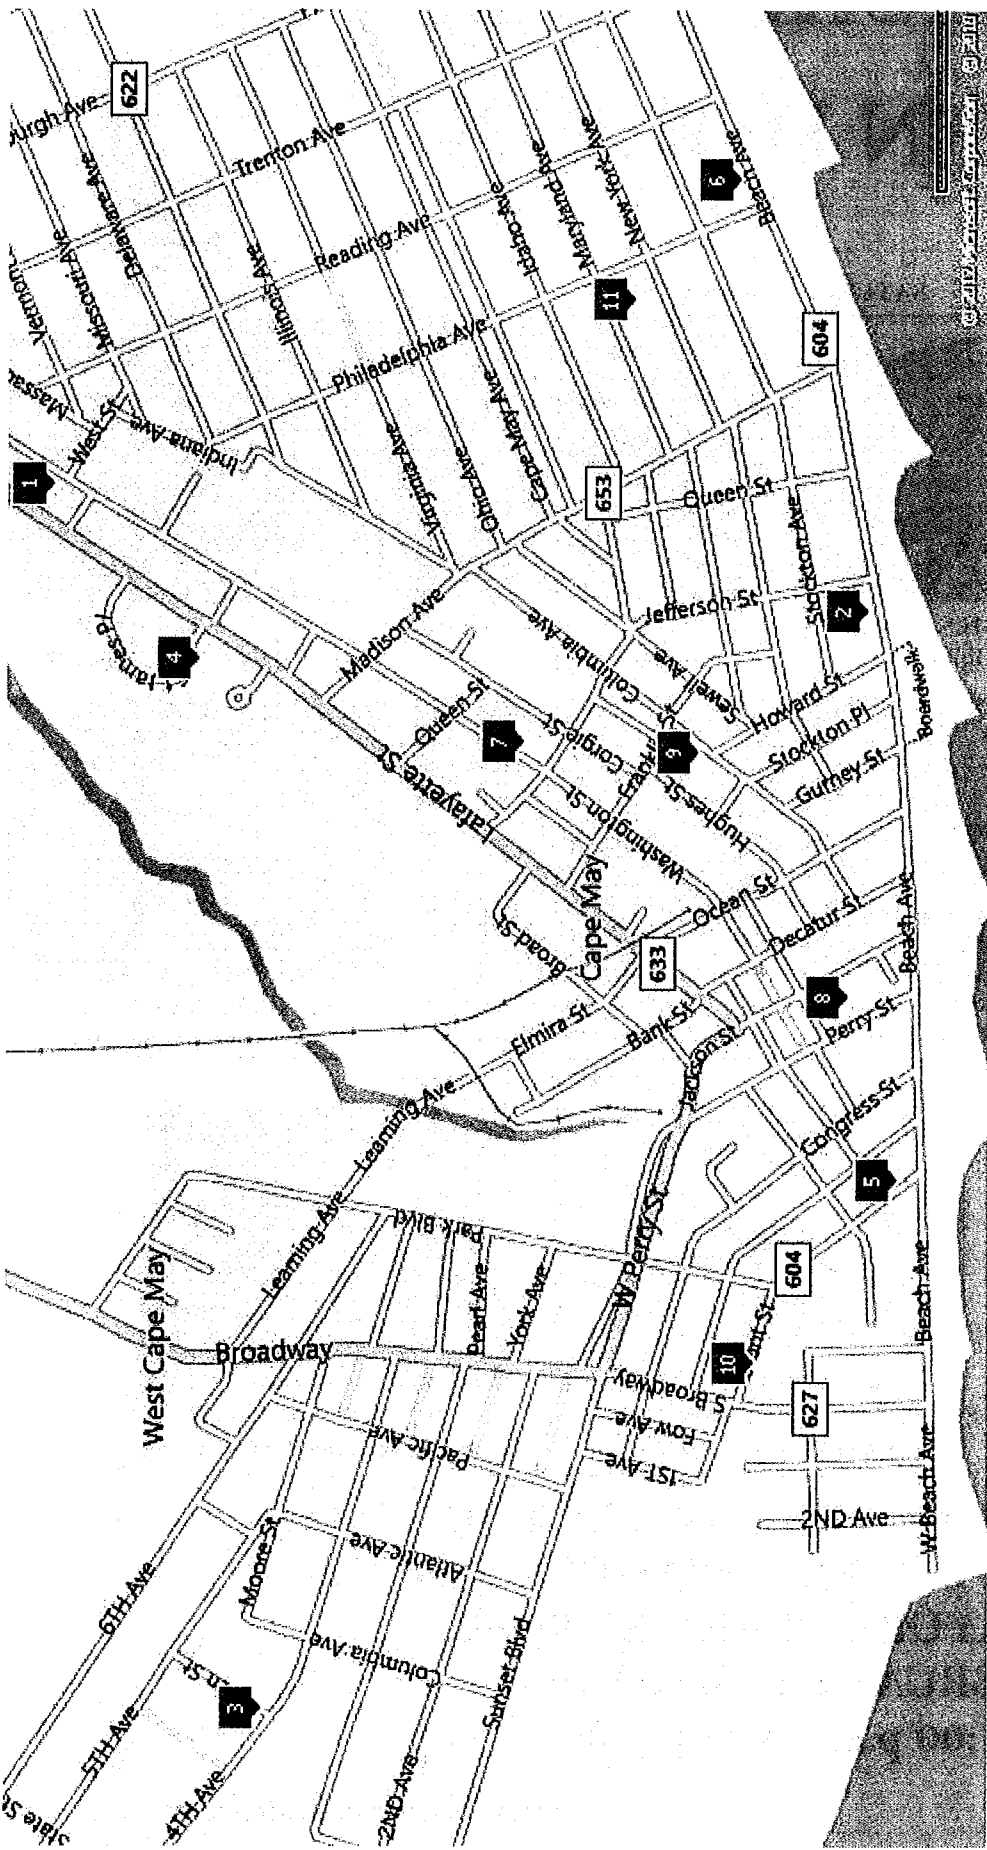 622
Trenton Ave
Missouri Ave
Delaware Ave
Reading Ave
Illinois Ave
Idaho Ave
Maryland Ave
New York Ave
Beach Ave
6
11
604
Philadelphia Ave
West St
Indiana Ave
1
Virginia Ave
Ohio Ave
Cape May Ave
653
Queen St
Stockton Ave
Jefferson St
2
Madison Ave
4
James Pl
Queen St
7
Lafayette St
Corgie St
Corgie St
Columbia Ave
Sewell Ave
9
Howard St
Stockton Pl
Gurney St
Boardwalk
Washington St
Hughes St
Cape May
Broad St
Ocean St
Decatur St
Beach Ave
633
8
Elmira St
Bank St
Jackson St
Perry St
Congress St
5
Leaming Ave
Leaming Ave
Park Blvd
W Perry St
604
West Cape May
Broadway
Pearl Ave
York Ave
10
S Broadway
Fow Ave
1ST Ave
627
Beach Ave
W Beach Ave
2ND Ave
Pacific Ave
Atlantic Ave
Moore St
Columbia Ave
Sunset Blvd
6TH Ave
5TH Ave
4TH Ave
2ND Ave
3
State St